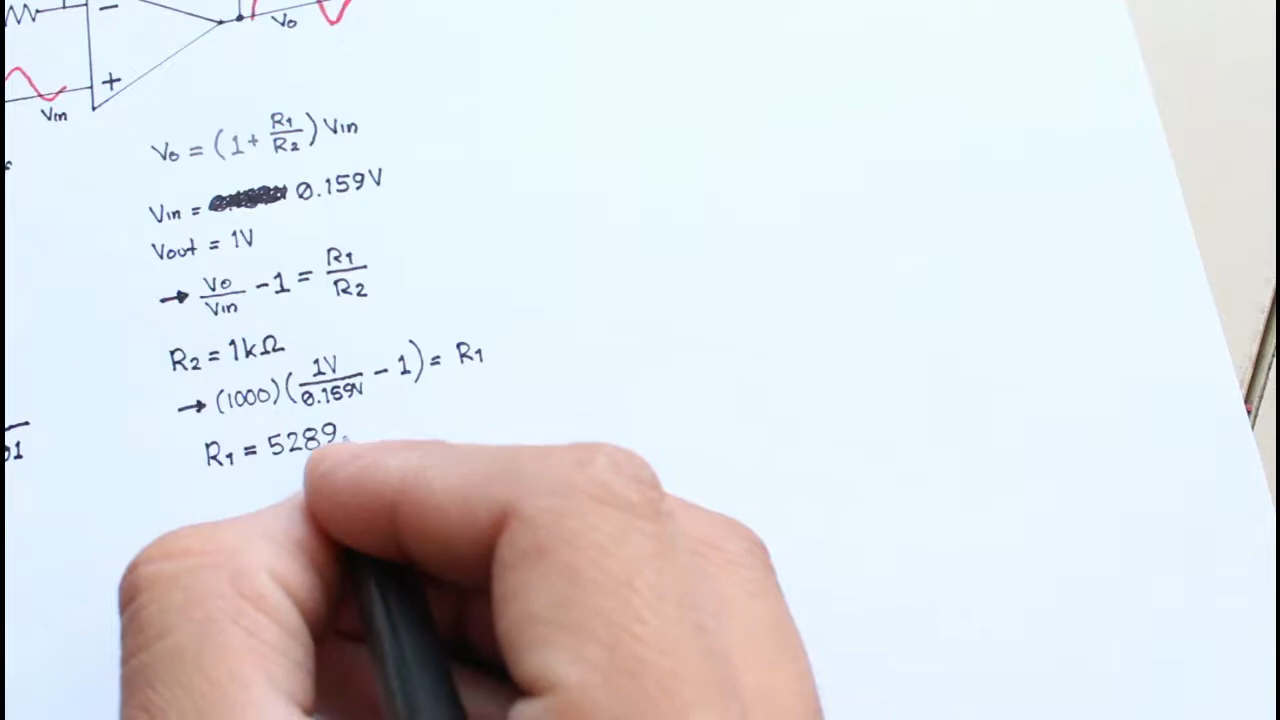 −
Vo
+
Vin
Vo = (1 + R1/R2) Vin
Vin = 0.159V
Vout = 1V
→ Vo/Vin - 1 = R1/R2
R2 = 1kΩ
→ (1000)(1V/0.159V - 1) = R1
R1 = 5289.